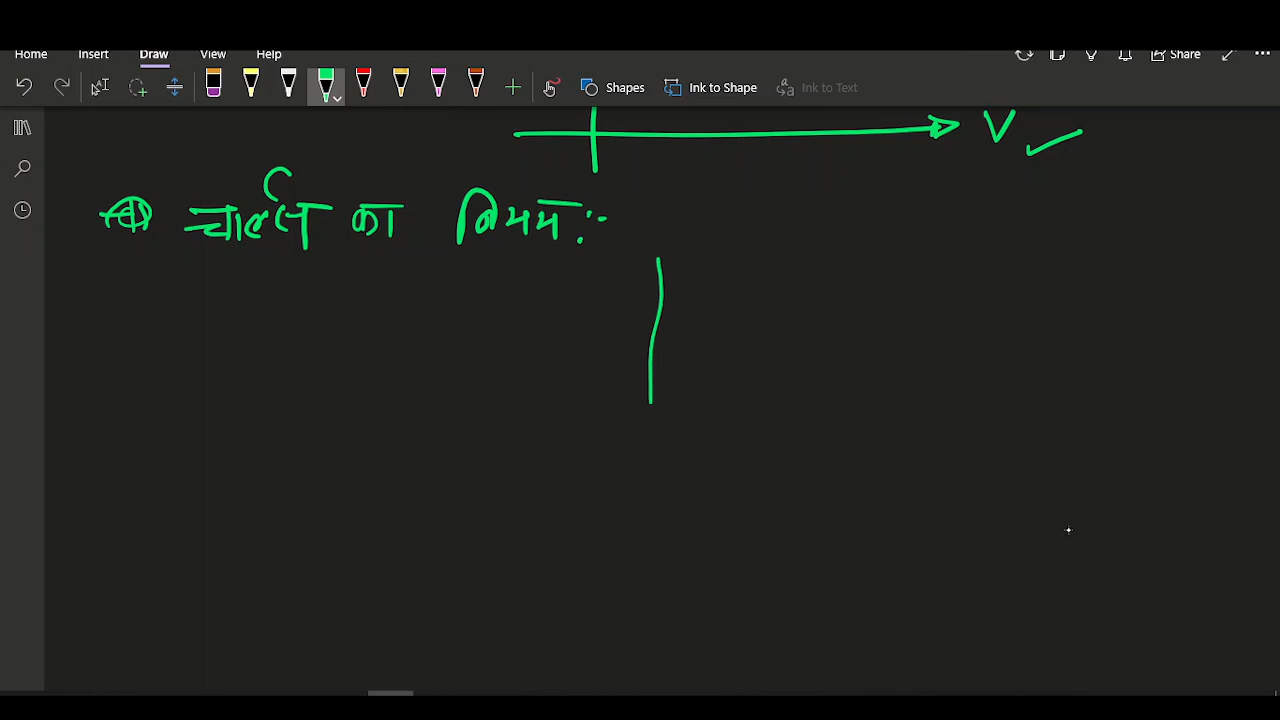 Home Insert Draw View Help Share
Shapes Ink to Shape Ink to Text
V
चार्ल्स का नियम :-